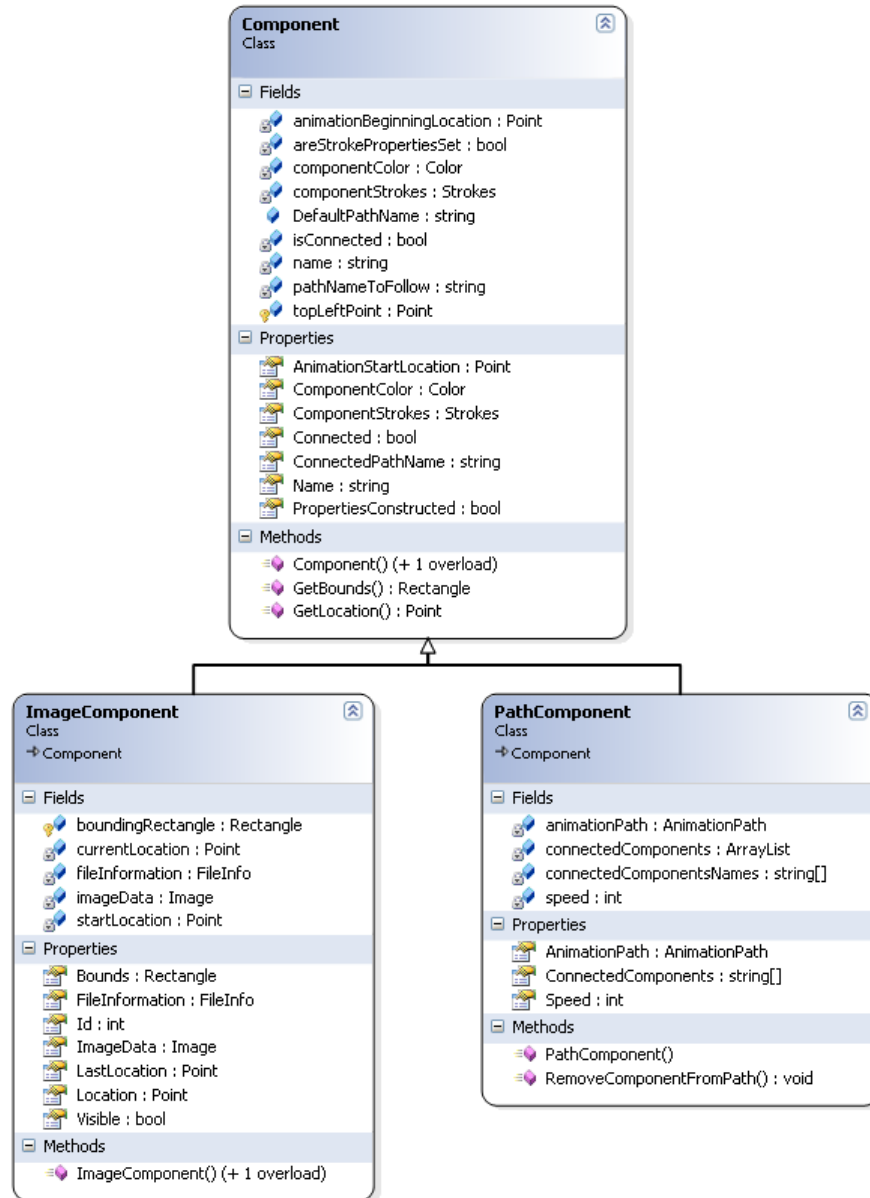 Component
Class
Fields
animationBeginningLocation : Point
areStrokePropertiesSet : bool
componentColor : Color
componentStrokes : Strokes
DefaultPathName : string
isConnected : bool
name : string
pathNameToFollow : string
topLeftPoint : Point
Properties
AnimationStartLocation : Point
ComponentColor : Color
ComponentStrokes : Strokes
Connected : bool
ConnectedPathName : string
Name : string
PropertiesConstructed : bool
Methods
Component() (+ 1 overload)
GetBounds() : Rectangle
GetLocation() : Point
ImageComponent
Class
Component
Fields
boundingRectangle : Rectangle
currentLocation : Point
fileInformation : FileInfo
imageData : Image
startLocation : Point
Properties
Bounds : Rectangle
FileInformation : FileInfo
Id : int
ImageData : Image
LastLocation : Point
Location : Point
Visible : bool
Methods
ImageComponent() (+ 1 overload)
PathComponent
Class
Component
Fields
animationPath : AnimationPath
connectedComponents : ArrayList
connectedComponentsNames : string[]
speed : int
Properties
AnimationPath : AnimationPath
ConnectedComponents : string[]
Speed : int
Methods
PathComponent()
RemoveComponentFromPath() : void